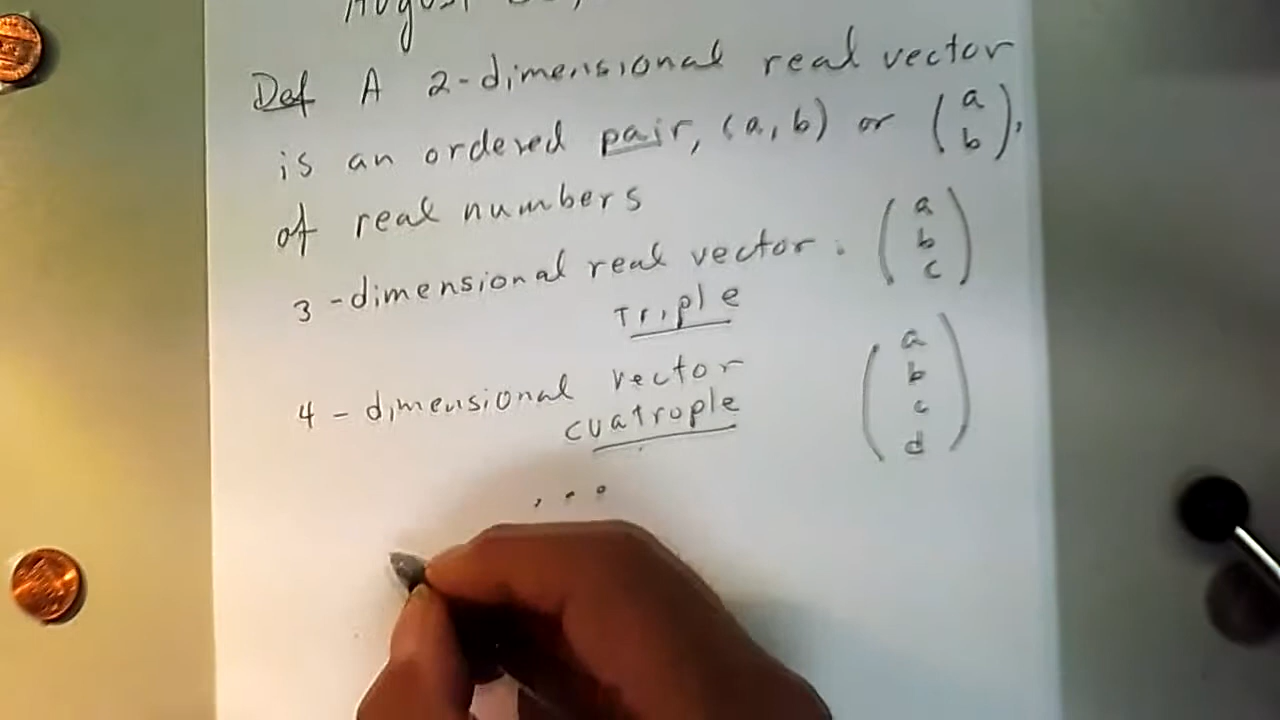 August
Def A 2-dimensional real vector
is an ordered pair, (a, b) or (a b),
of real numbers
3-dimensional real vector. (a b c)
Triple
4-dimensional vector (a b c d)
cuatrople
...